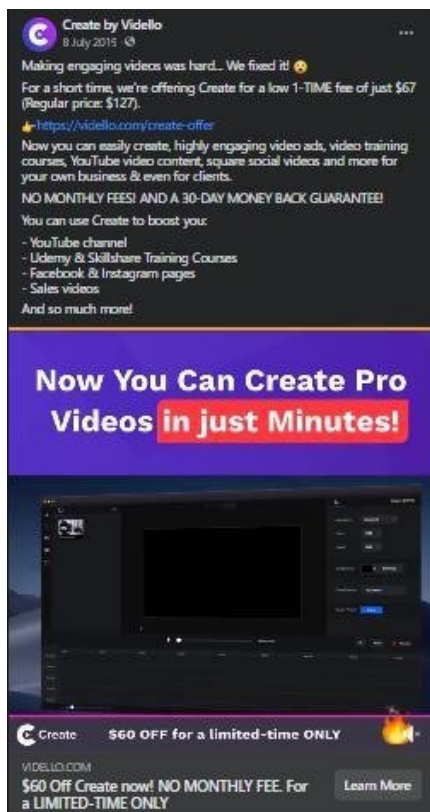 Create by Vidello
8 July 2015
Making engaging videos was hard... We fixed it! 😮
For a short time, we're offering Create for a low 1-TIME fee of just $67
(Regular price: $127).
👉https://vidello.com/create-offer
Now you can easily create, highly engaging video ads, video training
courses, YouTube video content, square social videos and more for
your own business & even for clients.
NO MONTHLY FEES! AND A 30-DAY MONEY BACK GUARANTEE!
You can use Create to boost you:
- YouTube channel
- Udemy & Skillshare Training Courses
- Facebook & Instagram pages
- Sales videos
And so much more!
Now You Can Create Pro
Videos in just Minutes!
Create $60 OFF for a limited-time ONLY
VIDELLO.COM
$60 Off Create now! NO MONTHLY FEE. For
a LIMITED-TIME ONLY
Learn More